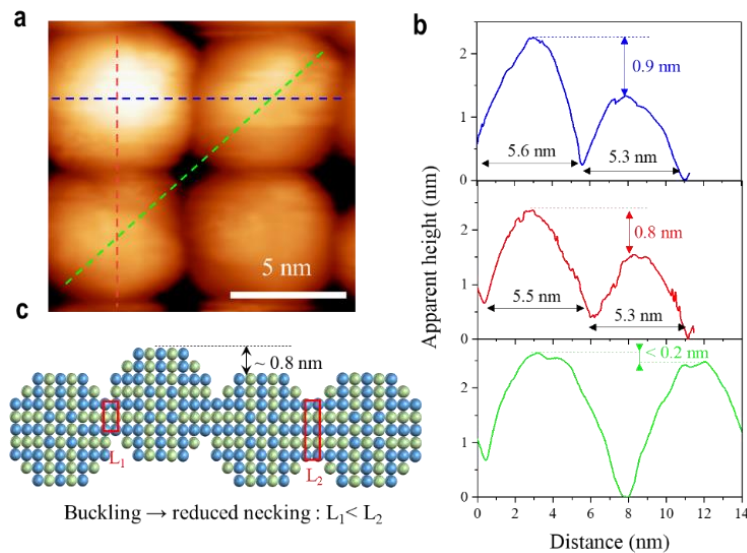 a
5 nm
b
2
1
0
0.9 nm
5.6 nm
5.3 nm
2
1
0
0.8 nm
5.5 nm
5.3 nm
2
1
0
< 0.2 nm
0 2 4 6 8 10 12 14
Distance (nm)
Apparent height (nm)
c
~ 0.8 nm
L₁
L₂
Buckling → reduced necking : L₁< L₂